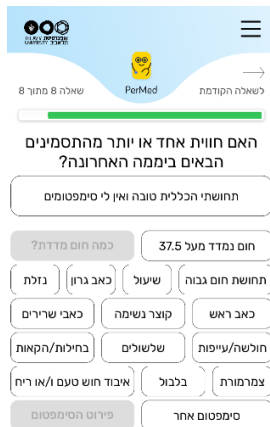 אוניברסיטת
תל אביב
TEL AVIV
UNIVERSITY
PerMed
לשאלה הקודמת
שאלה 8 מתוך 8
האם חווית אחד או יותר מהתסמינים
הבאים ביממה האחרונה?
תחושתי הכללית טובה ואין לי סימפטומים
חום נמדד מעל 37.5 כמה חום מדדת?
תחושת חום גבוה שיעול כאב גרון נזלת
כאב ראש קוצר נשימה כאבי שרירים
חולשה/עייפות שלשולים בחילות/הקאות
צמרמורת בלבול איבוד חוש טעם ו/או ריח
סימפטום אחר פירוט הסימפטום